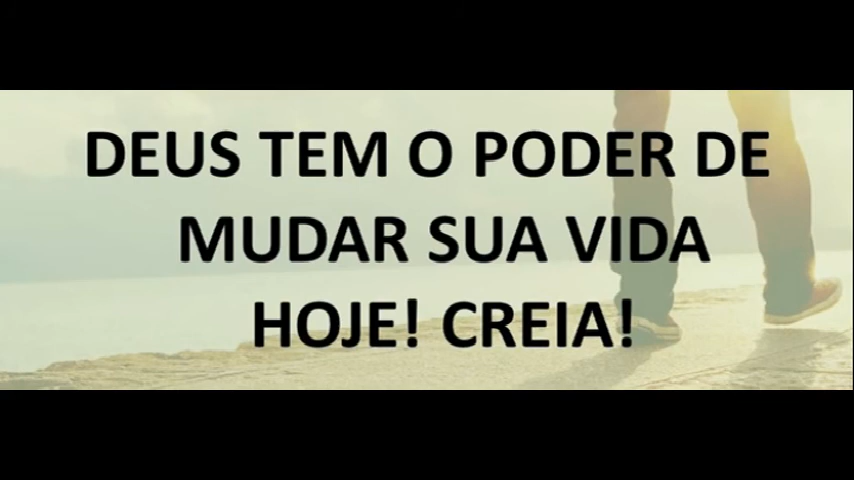 DEUS TEM O PODER DE
MUDAR SUA VIDA
HOJE! CREIA!